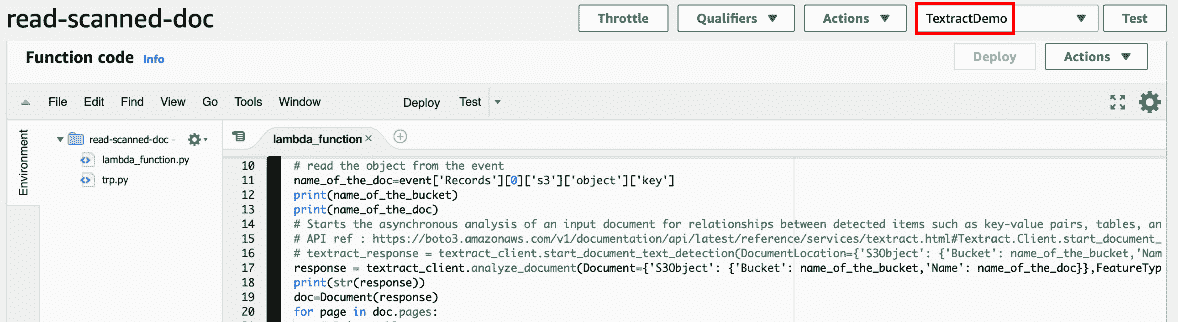 read-scanned-doc Throttle Qualifiers Actions TextractDemo Test
Function code Info Deploy Actions
File Edit Find View Go Tools Window Deploy Test
Environment
read-scanned-doc -
lambda_function.py
trp.py
lambda_function
10 # read the object from the event
11 name_of_the_doc=event['Records'][0]['s3']['object']['key']
12 print(name_of_the_bucket)
13 print(name_of_the_doc)
14 # Starts the asynchronous analysis of an input document for relationships between detected items such as key-value pairs, tables, an
15 # API ref : https://boto3.amazonaws.com/v1/documentation/api/latest/reference/services/textract.html#Textract.Client.start_document_
16 # textract_response = textract_client.start_document_text_detection(DocumentLocation={'S3Object': {'Bucket': name_of_the_bucket,'Nam
17 response = textract_client.analyze_document(Document={'S3Object': {'Bucket': name_of_the_bucket,'Name': name_of_the_doc}},FeatureTyp
18 print(str(response))
19 doc=Document(response)
20 for page in doc.pages: